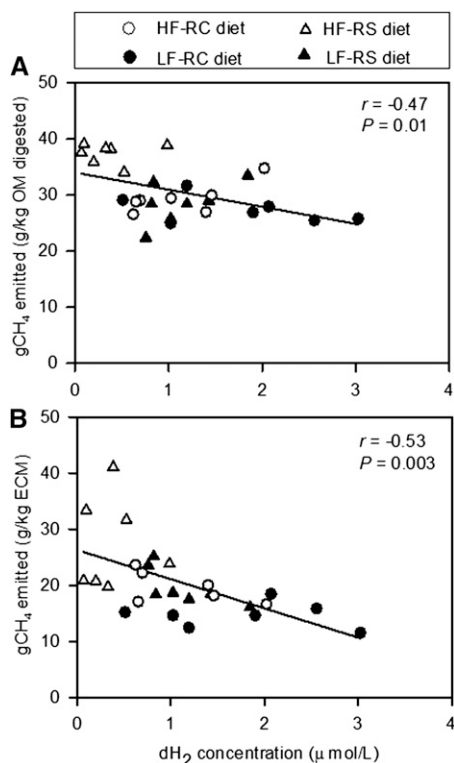 HF-RC diet HF-RS diet
LF-RC diet LF-RS diet
A
50
r = -0.47
P = 0.01
40
30
20
10
0
gCH4 emitted (g/kg OM digested)
0 1 2 3 4
B
50
r = -0.53
P = 0.003
40
30
20
10
0
gCH4 emitted (g/kg ECM)
0 1 2 3 4
dH2 concentration (μ mol/L)